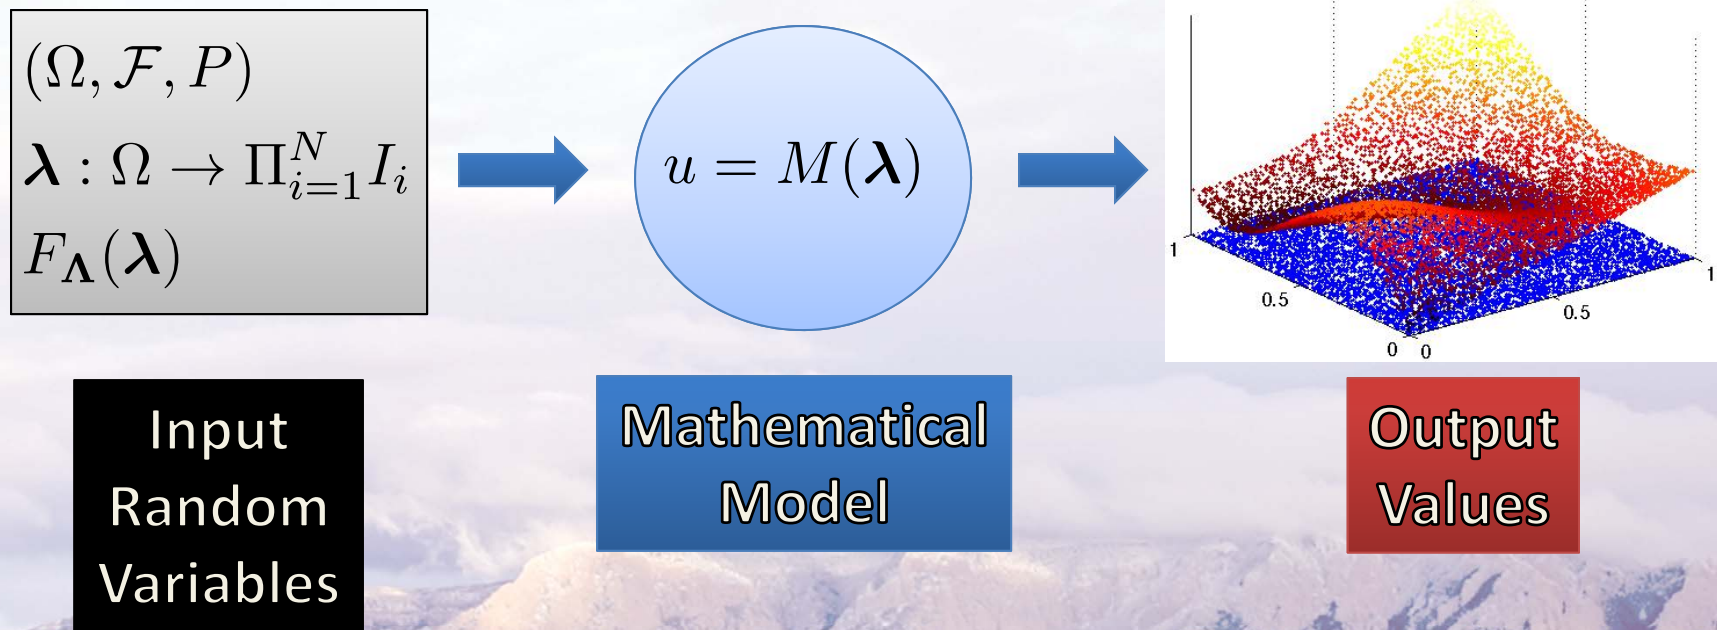 (Ω, ℱ, P)
𝝀 : Ω → Π_{i=1}^{N} I_i
F_𝚲(𝝀)
u = M(𝝀)
1
0.5
0
0
0.5
1
Input
Random
Variables
Mathematical
Model
Output
Values